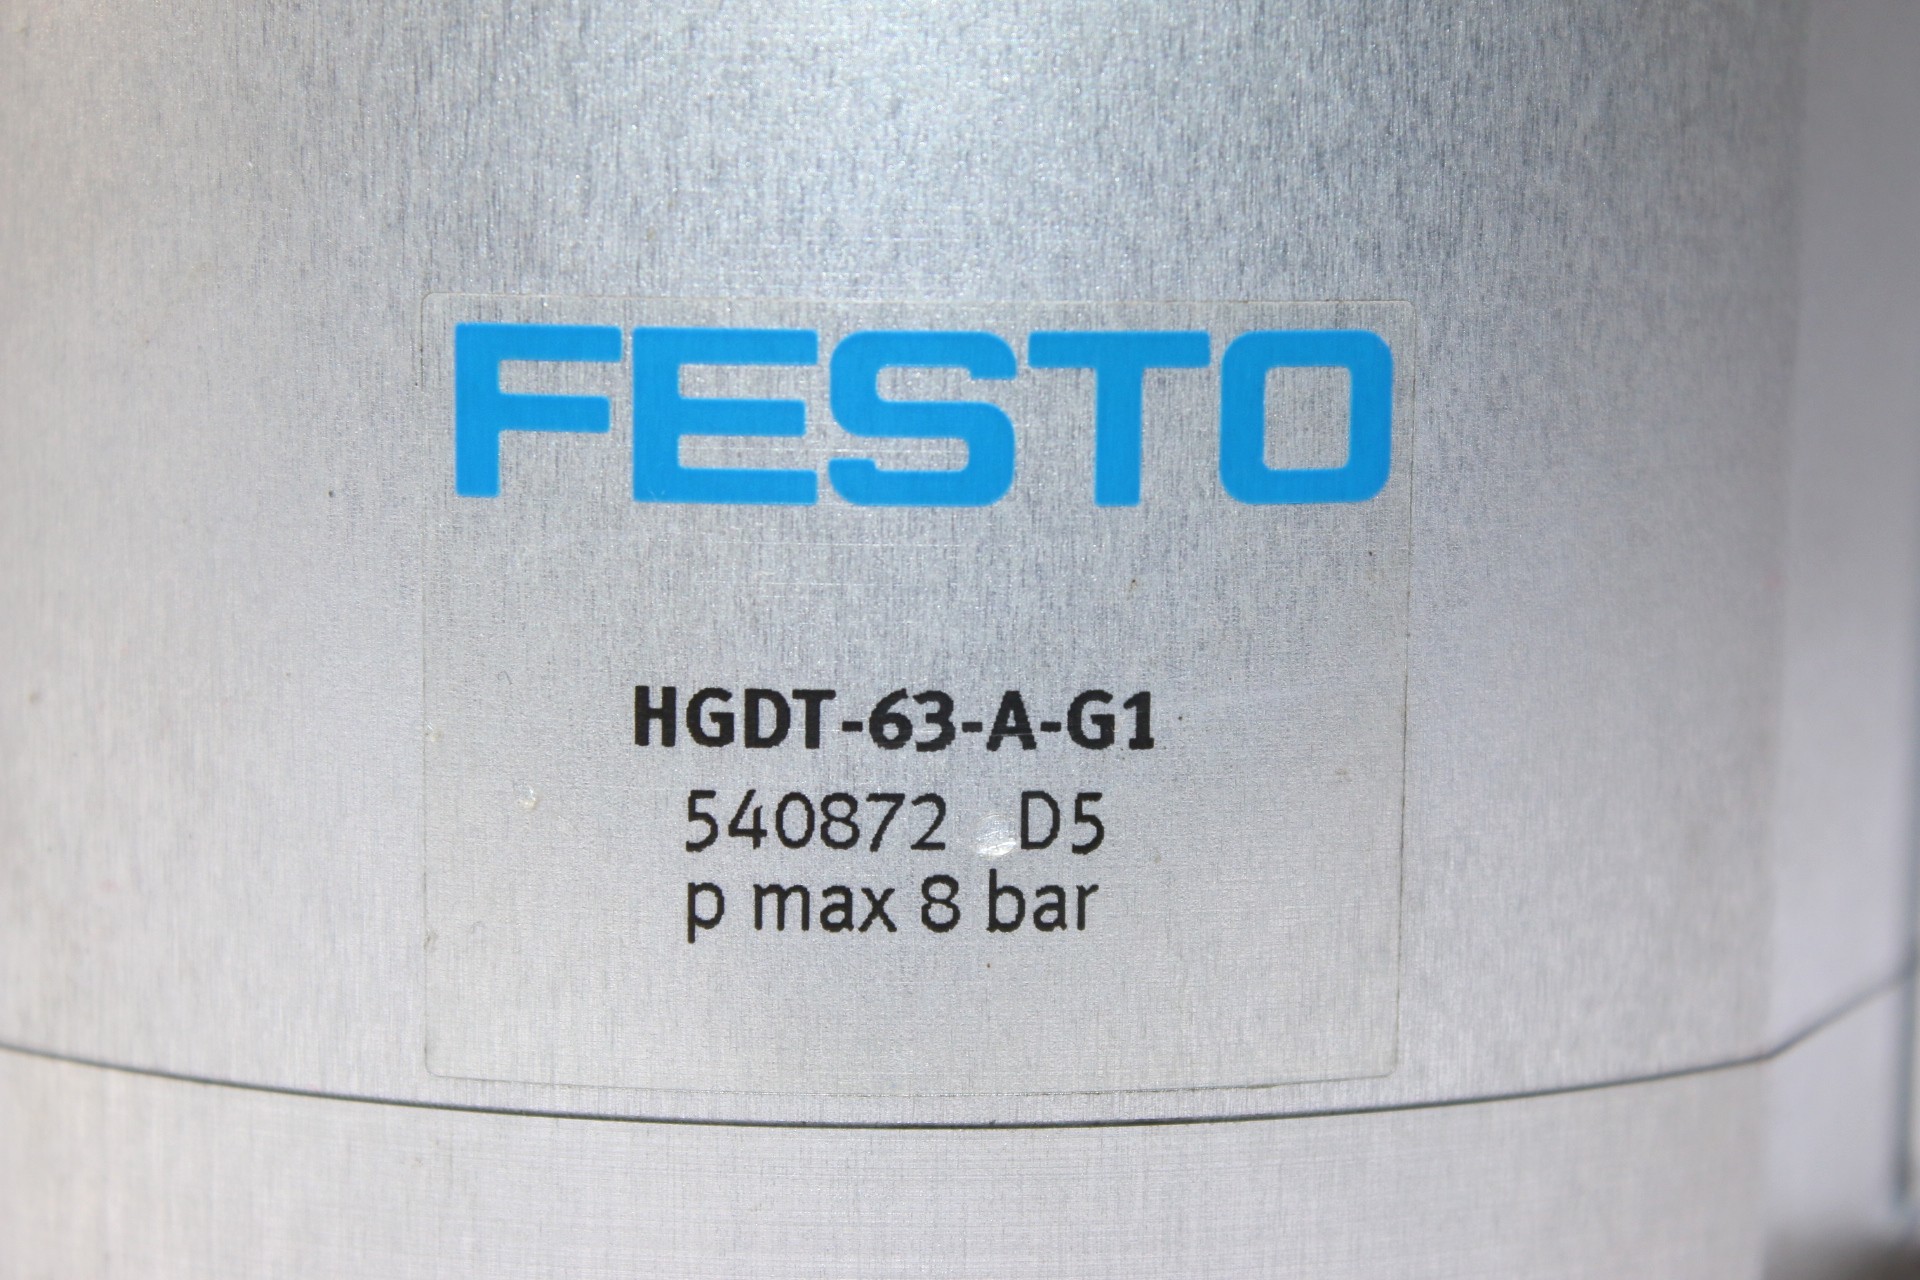 FESTO
HGDT-63-A-G1
540872 D5
p max 8 bar